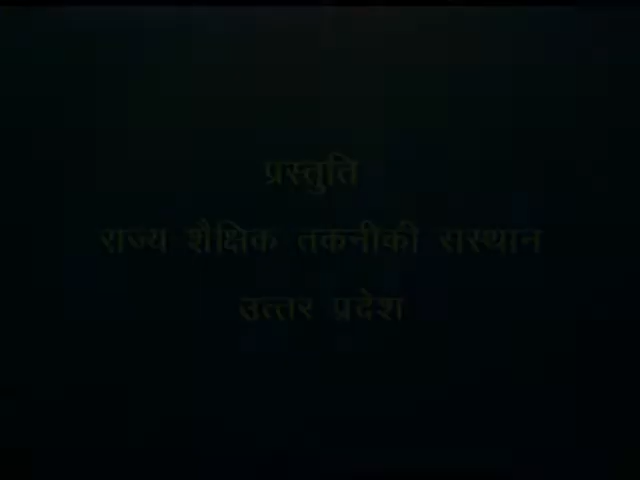 प्रस्तुति
राज्य शैक्षिक तकनीकी संस्थान
उत्तर प्रदेश